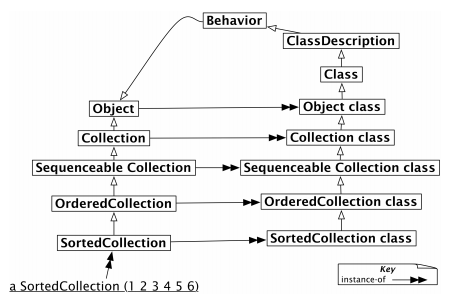 Behavior
ClassDescription
Class
Object
Object class
Collection
Collection class
Sequenceable Collection
Sequenceable Collection class
OrderedCollection
OrderedCollection class
SortedCollection
SortedCollection class
Key
instance-of
a SortedCollection (1 2 3 4 5 6)